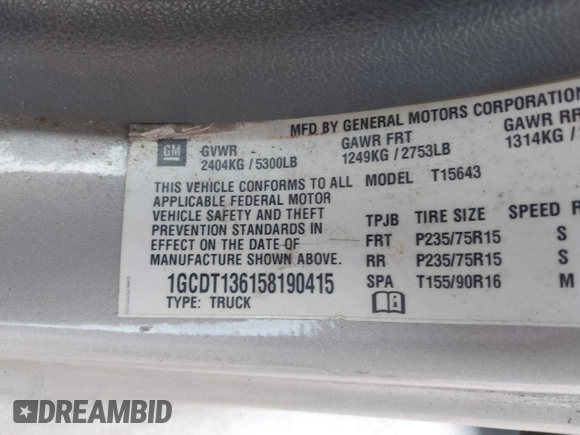 MFD BY GENERAL MOTORS CORPORATION
GM GVWR GAWR FRT GAWR RR
2404KG / 5300LB 1249KG / 2753LB 1314KG /
THIS VEHICLE CONFORMS TO ALL MODEL T15643
APPLICABLE FEDERAL MOTOR
VEHICLE SAFETY AND THEFT TPJB TIRE SIZE SPEED
PREVENTION STANDARDS IN FRT P235/75R15 S
EFFECT ON THE DATE OF RR P235/75R15 S
MANUFACTURE SHOWN ABOVE. SPA T155/90R16 M
1GCDT136158190415
TYPE: TRUCK
DREAMBID